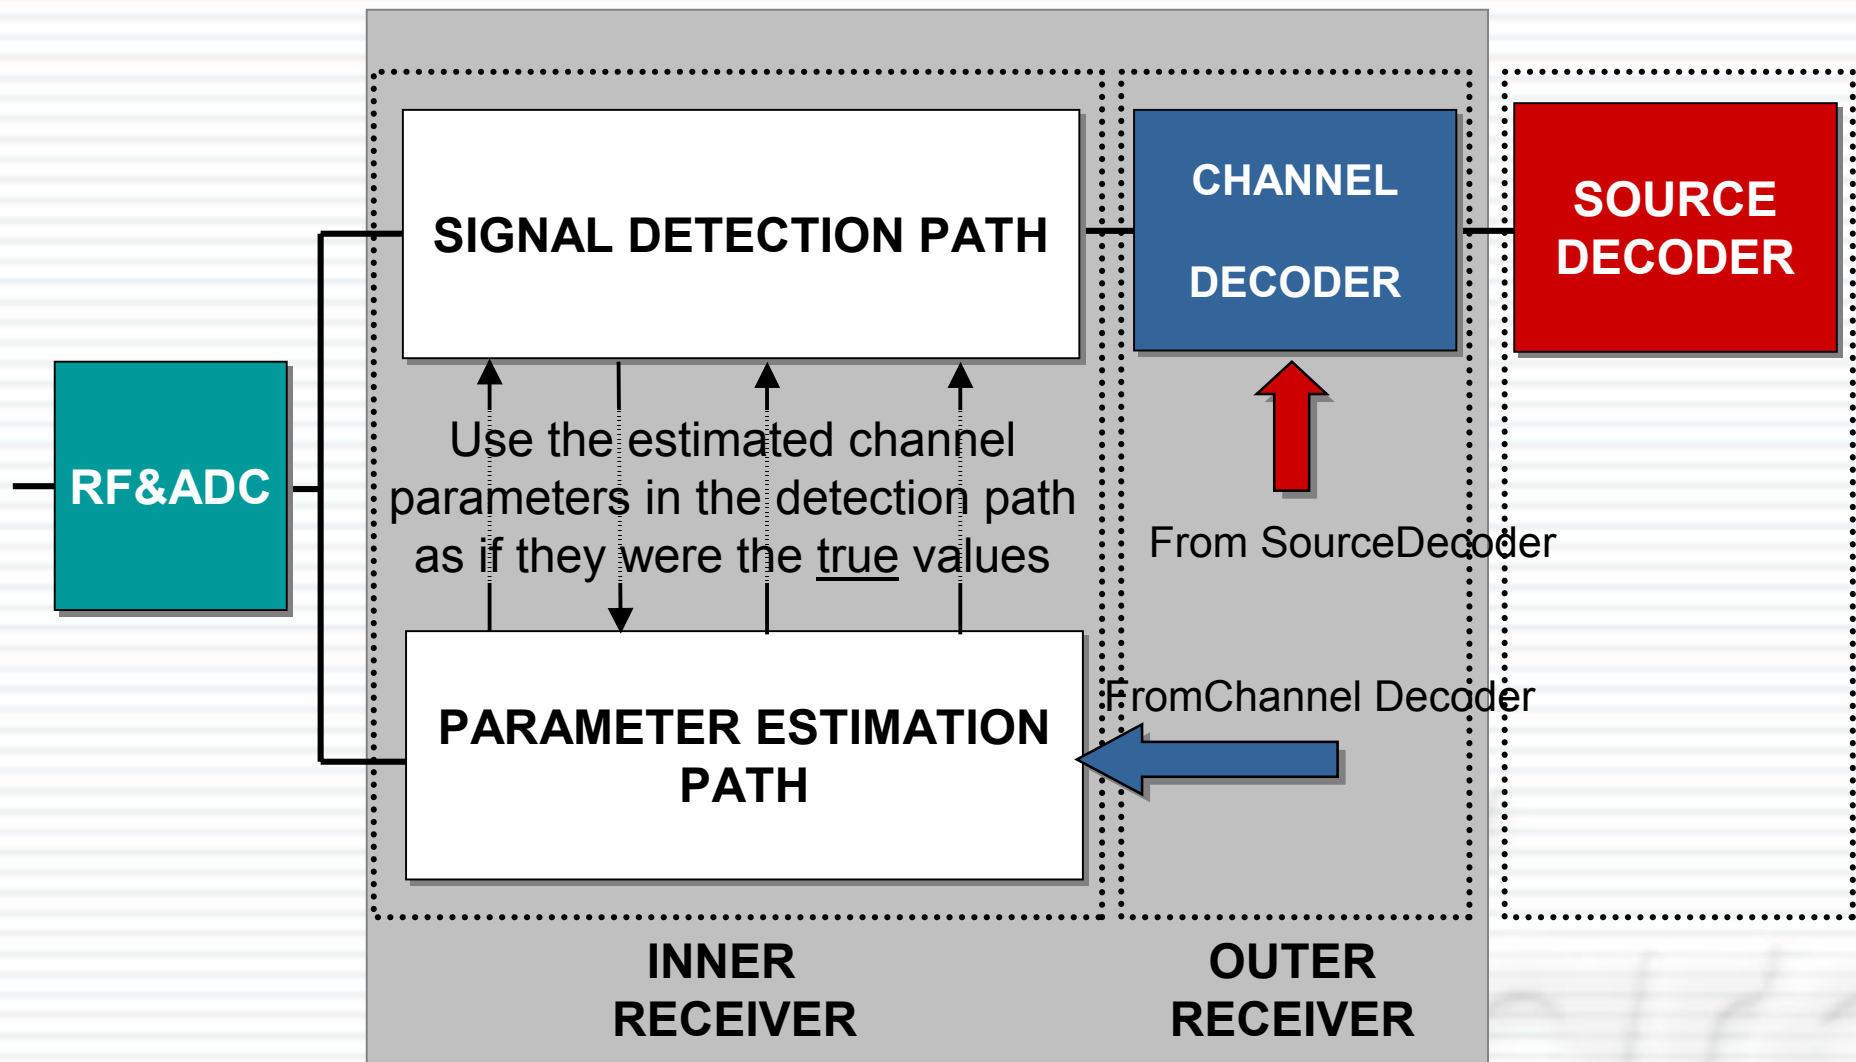 RF&ADC
SIGNAL DETECTION PATH
Use the estimated channel
parameters in the detection path
as if they were the true values
PARAMETER ESTIMATION
PATH
INNER
RECEIVER
CHANNEL
DECODER
From SourceDecoder
FromChannel Decoder
OUTER
RECEIVER
SOURCE
DECODER